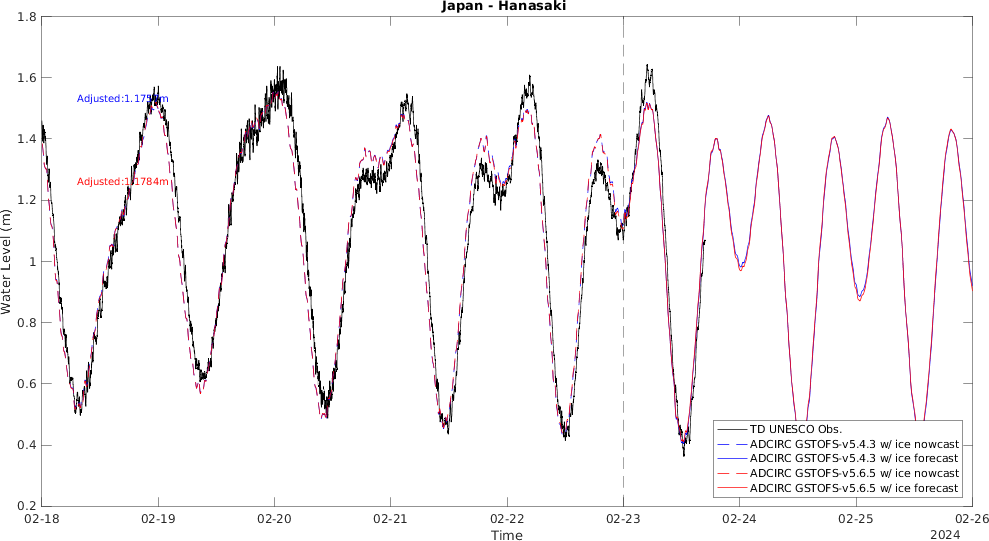 Japan - Hanasaki
1.8
1.6
1.4
1.2
1
0.8
0.6
0.4
0.2
Water Level (m)
Adjusted:1.1784m
TD UNESCO Obs.
ADCIRC GSTOFS-v5.4.3 w/ ice nowcast
ADCIRC GSTOFS-v5.4.3 w/ ice forecast
ADCIRC GSTOFS-v5.6.5 w/ ice nowcast
ADCIRC GSTOFS-v5.6.5 w/ ice forecast
02-18 02-19 02-20 02-21 02-22 02-23 02-24 02-25 02-26
Time
2024